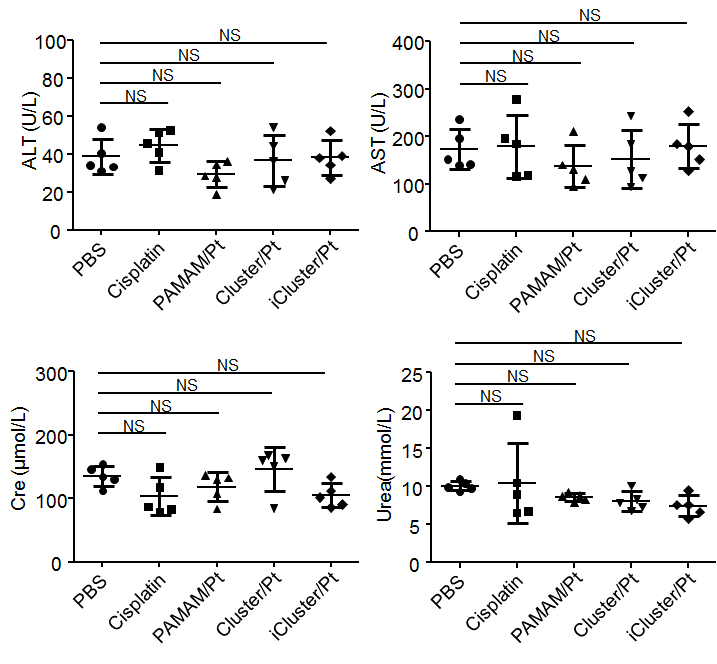 NS
NS
NS
NS
ALT (U/L)
100
80
60
40
20
0
PBS
Cisplatin
PAMAM/Pt
Cluster/Pt
iCluster/Pt
NS
NS
NS
NS
AST (U/L)
400
300
200
100
0
PBS
Cisplatin
PAMAM/Pt
Cluster/Pt
iCluster/Pt
NS
NS
NS
NS
Cre (μmol/L)
300
200
100
0
PBS
Cisplatin
PAMAM/Pt
Cluster/Pt
iCluster/Pt
NS
NS
NS
NS
Urea(mmol/L)
25
20
15
10
5
0
PBS
Cisplatin
PAMAM/Pt
Cluster/Pt
iCluster/Pt